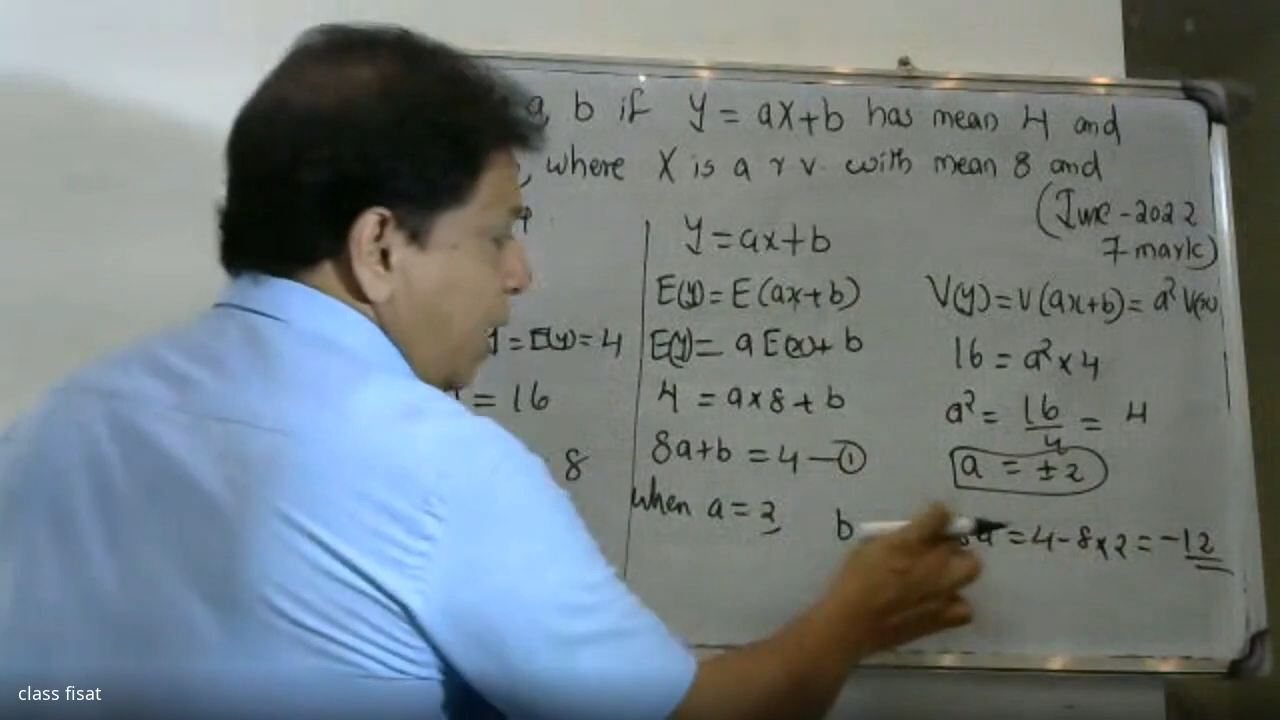 a, b if Y = aX+b has mean 4 and
, where X is a r v. with mean 8 and
(June-2022
7 mark)
Y = ax+b
E(Y) = E(ax+b)
V(Y) = V(ax+b) = a² V(x)
= E(Y) = 4
E(Y) = a E(x) + b
16 = a² x 4
= 16
4 = a x 8 + b
a² = 16/4 = 4
8
8a+b = 4 — ①
a = ±2
when a = 2
b
= 4 - 8 x 2 = -12
class fisat